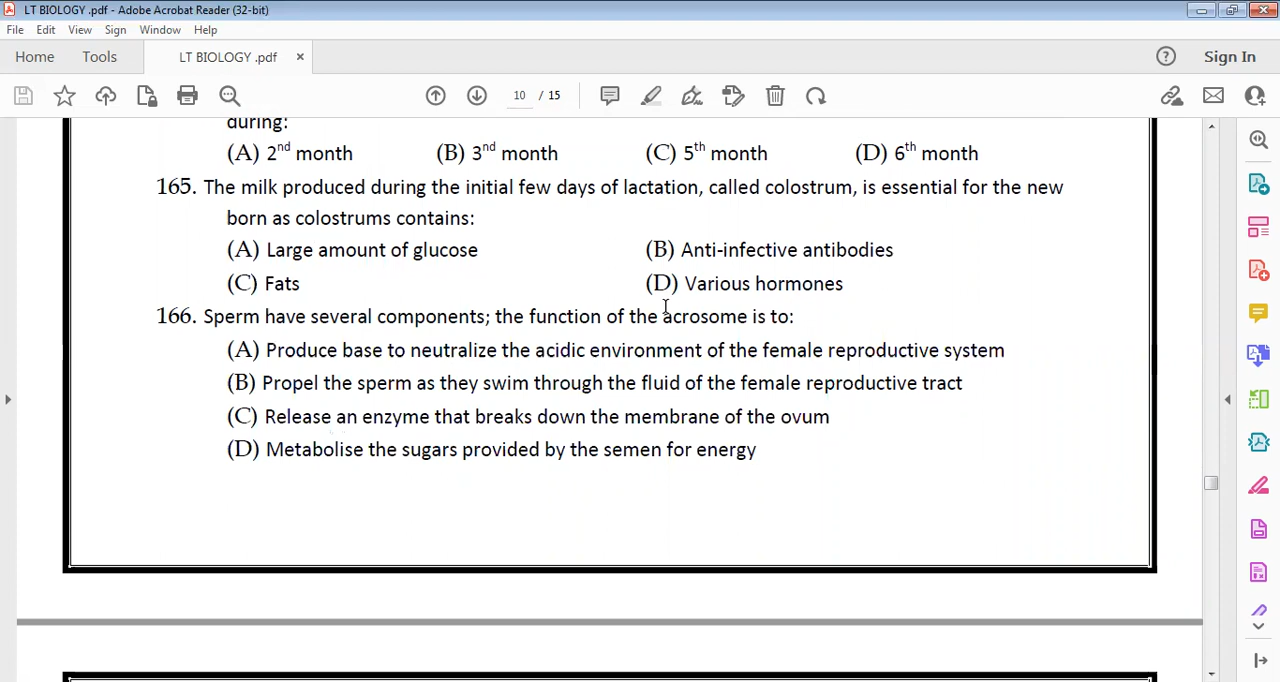 LT BIOLOGY .pdf - Adobe Acrobat Reader (32-bit)
File Edit View Sign Window Help
Home Tools LT BIOLOGY .pdf × Sign In
10 / 15
during:
(A) 2nd month (B) 3nd month (C) 5th month (D) 6th month
165. The milk produced during the initial few days of lactation, called colostrum, is essential for the new
born as colostrums contains:
(A) Large amount of glucose (B) Anti-infective antibodies
(C) Fats (D) Various hormones
166. Sperm have several components; the function of the acrosome is to:
(A) Produce base to neutralize the acidic environment of the female reproductive system
(B) Propel the sperm as they swim through the fluid of the female reproductive tract
(C) Release an enzyme that breaks down the membrane of the ovum
(D) Metabolise the sugars provided by the semen for energy